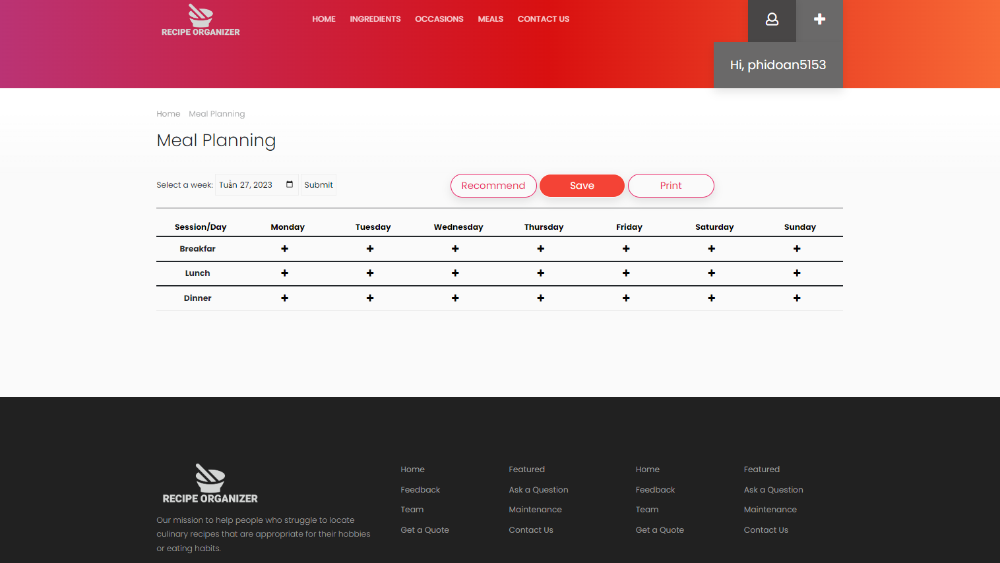 RECIPE ORGANIZER
HOME INGREDIENTS OCCASIONS MEALS CONTACT US
Hi, phidoan5153
Home Meal Planning
Meal Planning
Select a week: Tuần 27, 2023 Submit Recommend Save Print
Session/Day Monday Tuesday Wednesday Thursday Friday Saturday Sunday
Breakfar
Lunch
Dinner
RECIPE ORGANIZER
Our mission to help people who struggle to locate
culinary recipes that are appropriate for their hobbies
or eating habits.
Home Featured Home Featured
Feedback Ask a Question Feedback Ask a Question
Team Maintenance Team Maintenance
Get a Quote Contact Us Get a Quote Contact Us